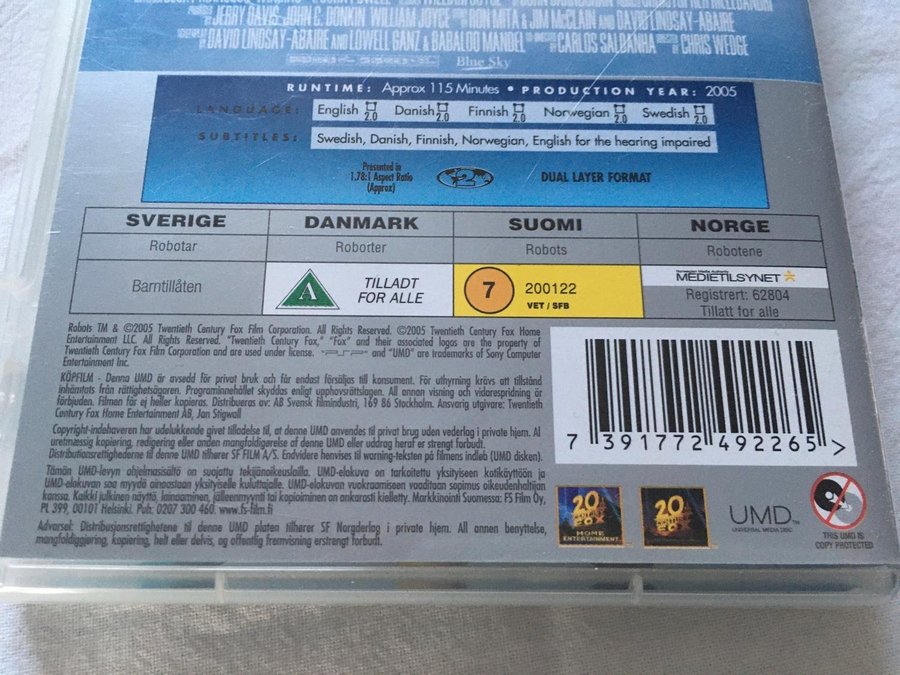 JERRY DAVIS, JOHN C. DONKIN, WILLIAM JOYCE RON MITA & JIM McCLAIN AND DAVID LINDSAY-ABAIRE
DAVID LINDSAY-ABAIRE AND LOWELL GANZ & BABALOO MANDEL CARLOS SALDANHA CHRIS WEDGE
Blue Sky
RUNTIME: Approx 115 Minutes • PRODUCTION YEAR: 2005
LANGUAGE: English 2.0 Danish 2.0 Finnish 2.0 Norwegian 2.0 Swedish 2.0
SUBTITLES: Swedish, Danish, Finnish, Norwegian, English for the hearing impaired
Presented in
1.78:1 Aspect Ratio
(Approx)
2
DUAL LAYER FORMAT
SVERIGE DANMARK SUOMI NORGE
Robotar Roborter Robots Robotene
Barntillåten
A
TILLADT
FOR ALLE
7
200122
VET / SFB
Norwegian Media Authority
MEDIETILSYNET
Registrert: 62804
Tillatt for alle
Robots TM & ©2005 Twentieth Century Fox Film Corporation. All Rights Reserved. ©2005 Twentieth Century Fox Home
Entertainment LLC. All Rights Reserved. "Twentieth Century Fox," "Fox" and their associated logos are the property of
Twentieth Century Fox Film Corporation and are used under license. PSP and "UMD" are trademarks of Sony Computer
Entertainment Inc.
KÖPFILM - Denna UMD är avsedd för privat bruk och får endast försäljas till konsument. För uthyrning krävs att tillstånd
inhämtats från rättighetsägaren. Programinnehållet skyddas enligt upphovsrättslagen. All annan visning och vidarespridning är
förbjuden. Filmen får ej heller kopieras. Distribueras av: AB Svensk filmindustri, 169 86 Stockholm. Ansvarig utgivare: Twentieth
Century Fox Home Entertainment AB, Jan Stigwall
Copyright-indehaveren har udelukkende givet tilladelse til, at denne UMD anvendes til privat brug uden vederlag i private hjem. Al
uretmæssig kopiering, redigering eller anden mangfoldiggørelse af denne UMD eller uddrag heraf er strengt forbudt.
Distributionsrettighederne til denne UMD tilhører SF FILM A/S. Endvidere henvises til warning-teksten på filmens indleb (UMD disken).
Tämän UMD-levyn ohjelmasisältö on suojattu tekijänoikeuslailla. UMD-elokuva on tarkoitettu yksityiseen kotikäyttöön ja
UMD-elokuvan saa myydä ainoastaan yksityiselle kuluttajalle. UMD-elokuvan vuokraamiseen vaaditaan sopimus oikeudenhaltijan
kanssa. Kaikki julkinen näyttö, lainaaminen, jälleenmyynti tai kopioiminen on ankarasti kielletty. Markkinointi Suomessa: FS Film Oy,
PL 399, 00101 Helsinki. Puh. 0207 300 460. www.fs-film.fi
Advarsel: Distribusjonsrettighetene til denne UMD platen tilhører SF Norgderlag i private hjem. All annen benyttelse,
mangfoldiggjering, kopiering, helt eller delvis, og offentlig fremvisning erstrengt forbudt.
7 391772 492265 >
20
CENTURY
FOX
HOME
ENTERTAINMENT
20
CENTURY
FOX
UMD™
UNIVERSAL MEDIA DISC
THIS UMD IS
COPY PROTECTED